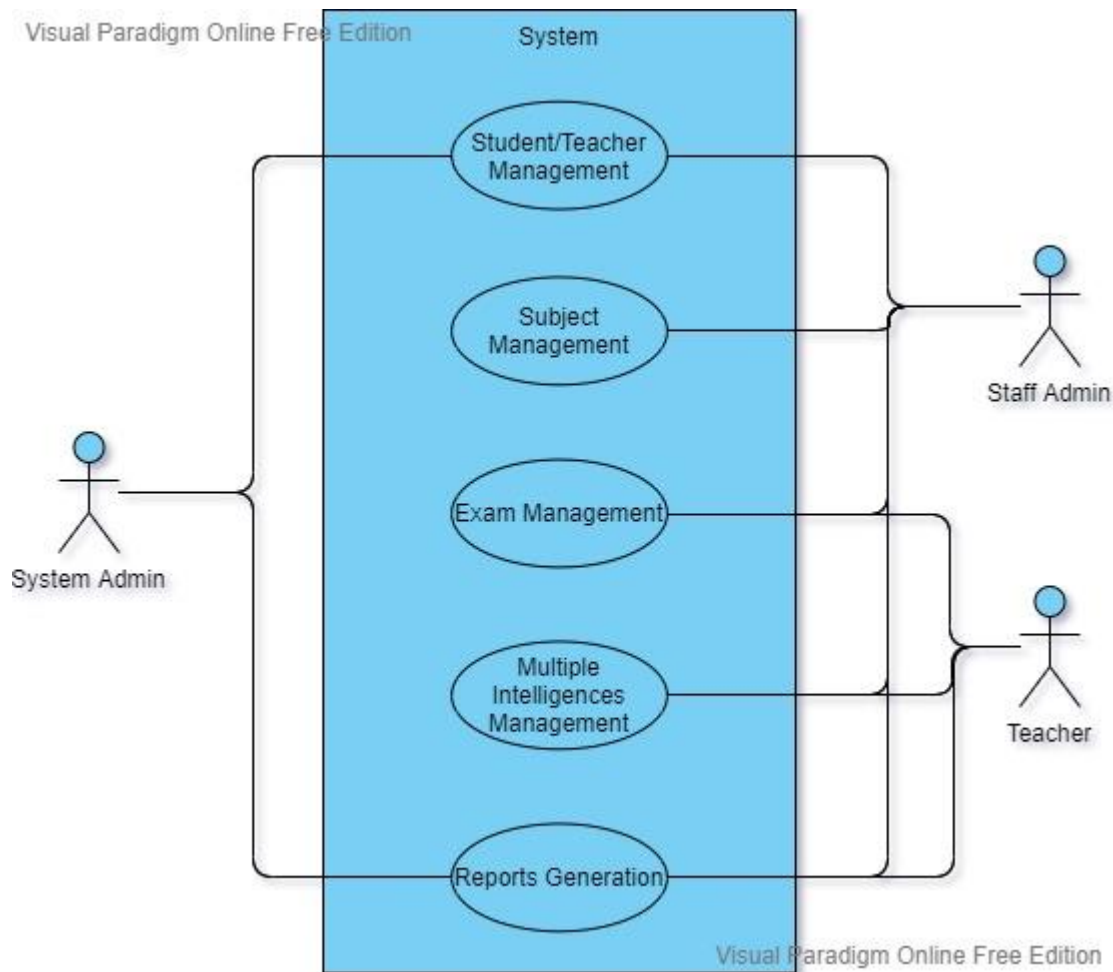 Visual Paradigm Online Free Edition
System
Student/Teacher
Management
Subject
Management
Staff Admin
Exam Management
System Admin
Multiple
Intelligences
Management
Teacher
Reports Generation
Visual Paradigm Online Free Edition